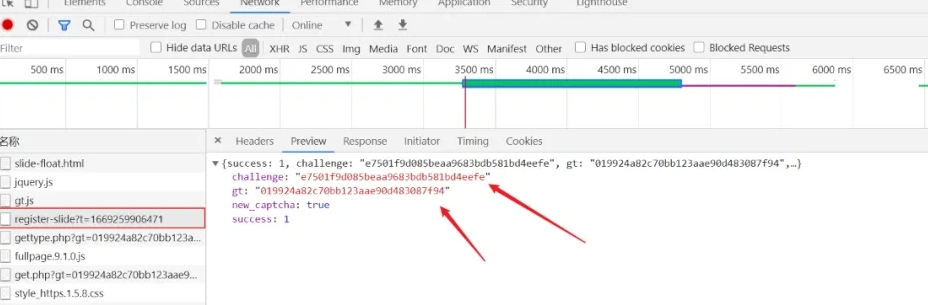 Console Sources Network Performance Memory Application Security Lighthouse
Preserve log Disable cache Online
Filter Hide data URLs All XHR JS CSS Img Media Font Doc WS Manifest Other Has blocked cookies Blocked Requests
500 ms 1000 ms 1500 ms 2000 ms 2500 ms 3000 ms 3500 ms 4000 ms 4500 ms 5000 ms 5500 ms 6000 ms 6500 ms
名称
Headers Preview Response Initiator Timing Cookies
slide-float.html
jquery.js
gt.js
register-slide?t=1669259906471
gettype.php?gt=019924a82c70bb123a...
fullpage.9.1.0.js
get.php?gt=019924a82c70bb123aae9...
style_https.1.5.8.css
{success: 1, challenge: "e7501f9d085beaa9683bdb581bd4eefe", gt: "019924a82c70bb123aae90d483087f94",…}
challenge: "e7501f9d085beaa9683bdb581bd4eefe"
gt: "019924a82c70bb123aae90d483087f94"
new_captcha: true
success: 1